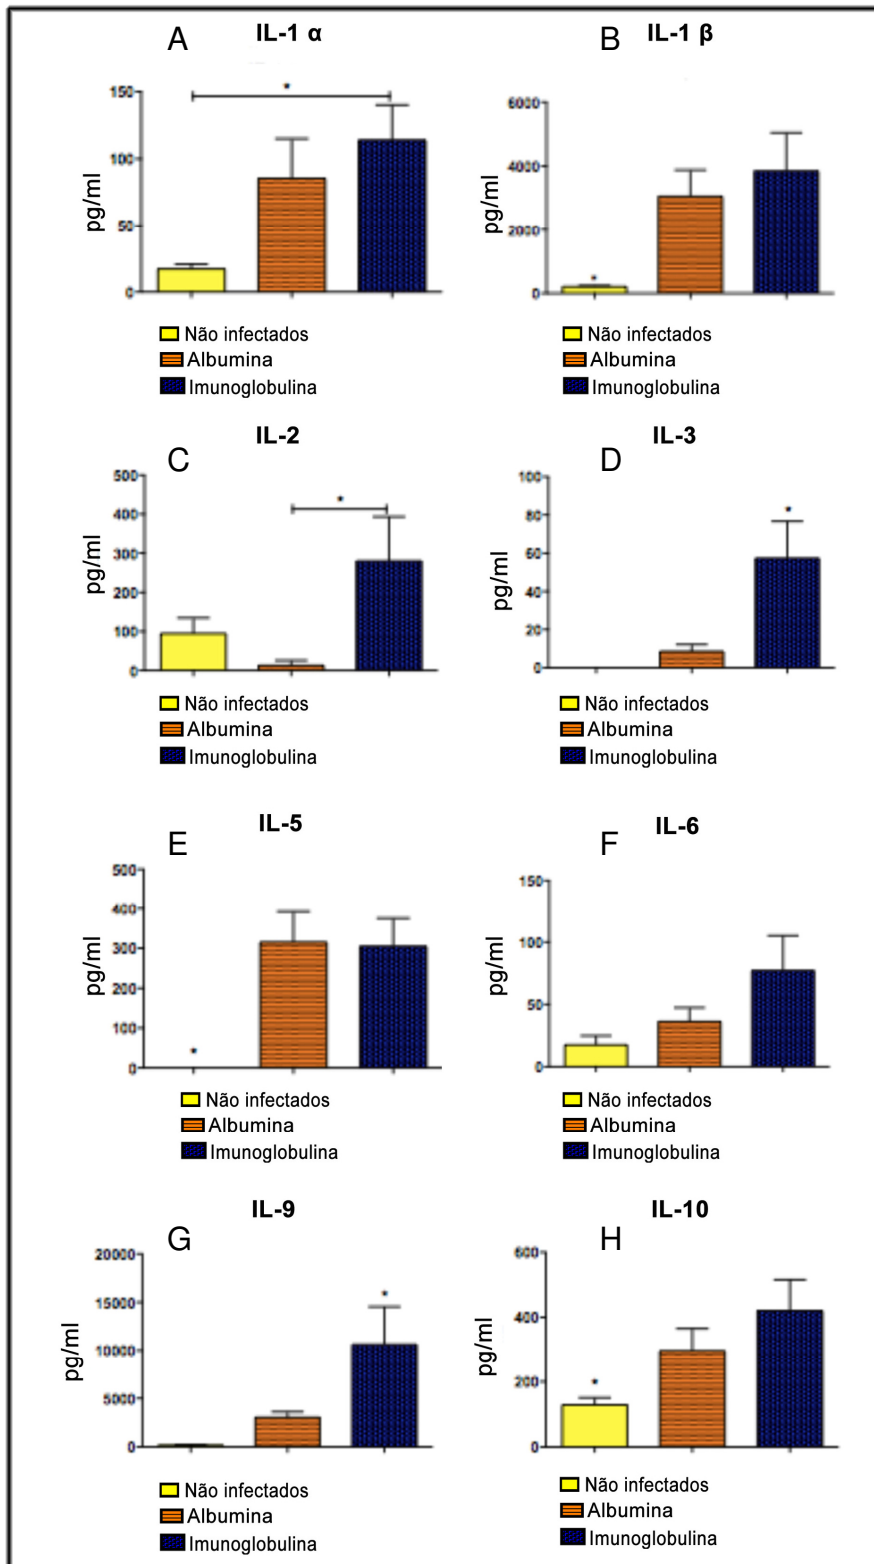 A IL-1 α
pg/ml
150
100
50
0
*
Não infectados
Albumina
Imunoglobulina
B IL-1 β
pg/ml
6000
4000
2000
0
*
Não infectados
Albumina
Imunoglobulina
C IL-2
pg/ml
500
400
300
200
100
0
*
Não infectados
Albumina
Imunoglobulina
D IL-3
pg/ml
100
80
60
40
20
0
*
Não infectados
Albumina
Imunoglobulina
E IL-5
pg/ml
500
400
300
200
100
0
*
Não infectados
Albumina
Imunoglobulina
F IL-6
pg/ml
150
100
50
0
Não infectados
Albumina
Imunoglobulina
G IL-9
pg/ml
20000
15000
10000
5000
0
*
Não infectados
Albumina
Imunoglobulina
H IL-10
pg/ml
600
400
200
0
*
Não infectados
Albumina
Imunoglobulina